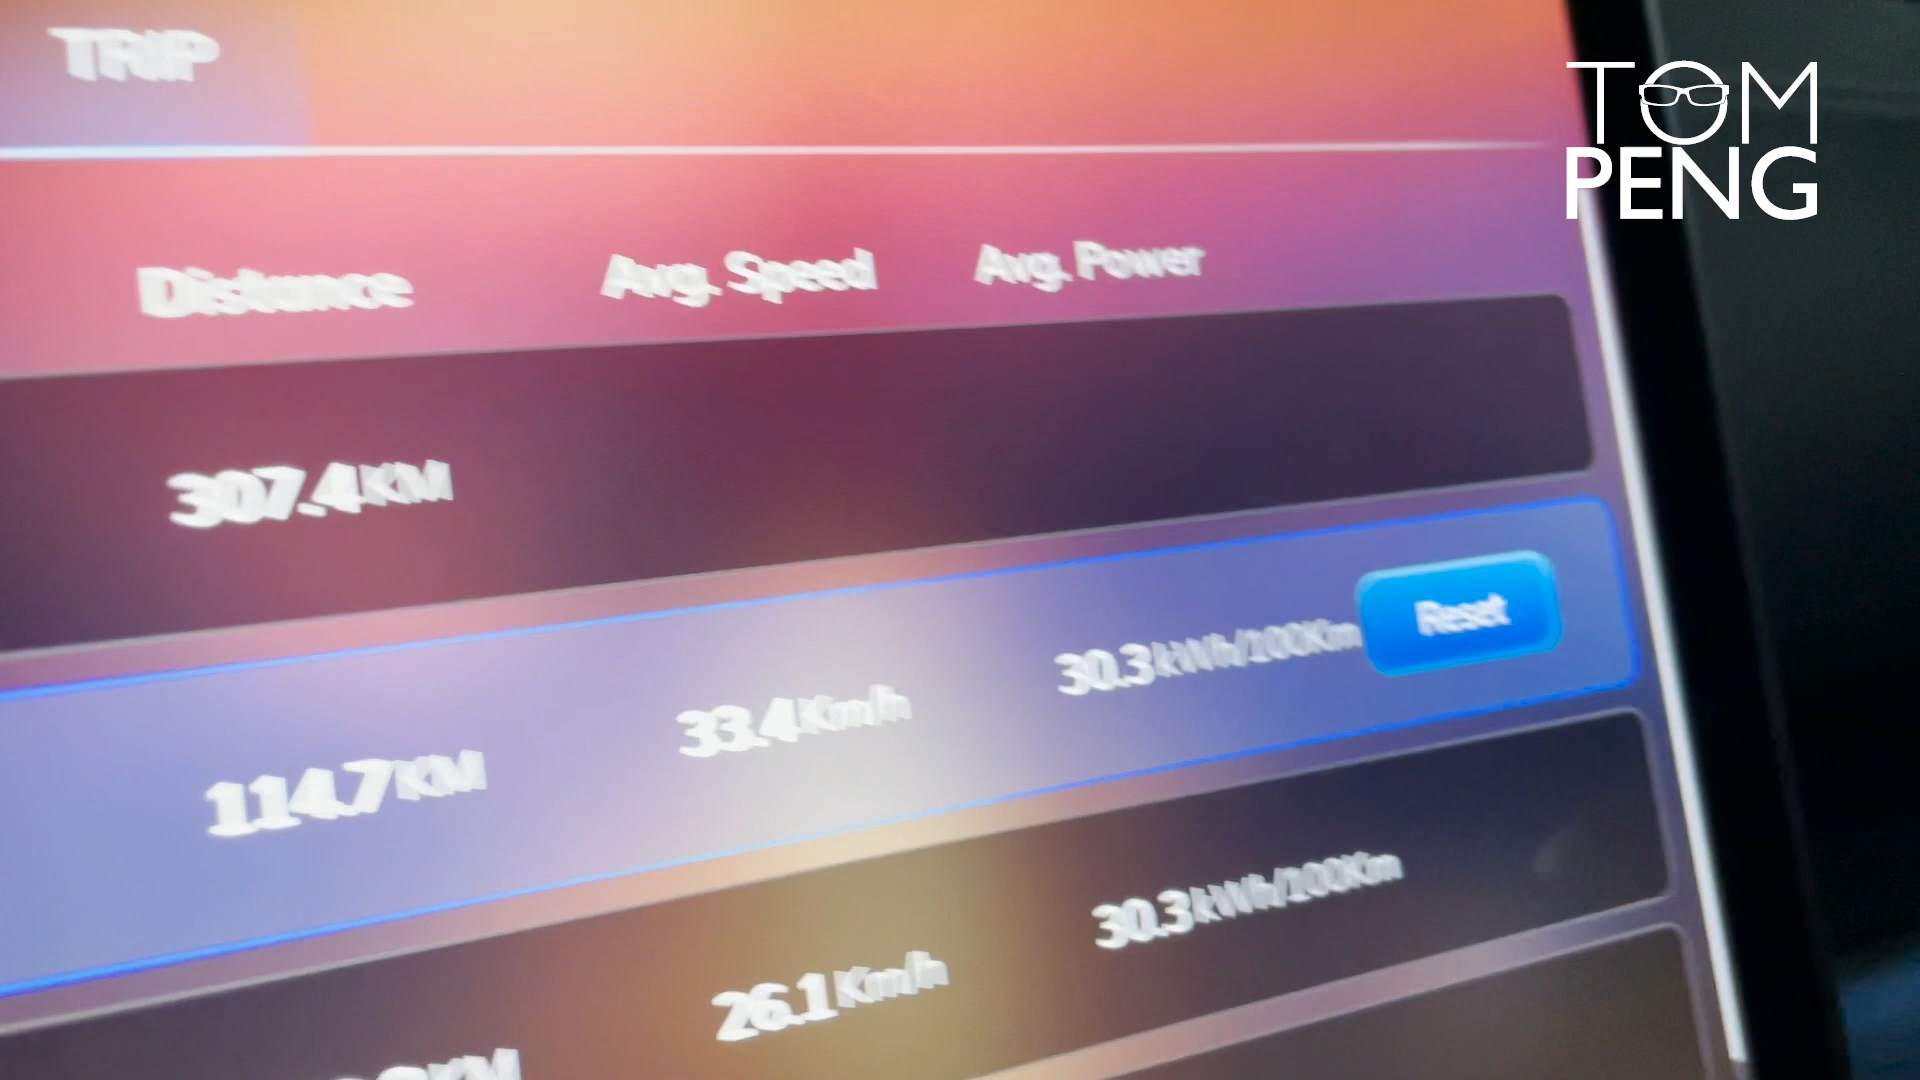 TRIP
TOM
PENG
Distance Avg. Speed Avg. Power
307.4KM
114.7KM 33.4Km/h 30.3kWh/100Km Reset
26.1Km/h 30.3kWh/100Km
KM